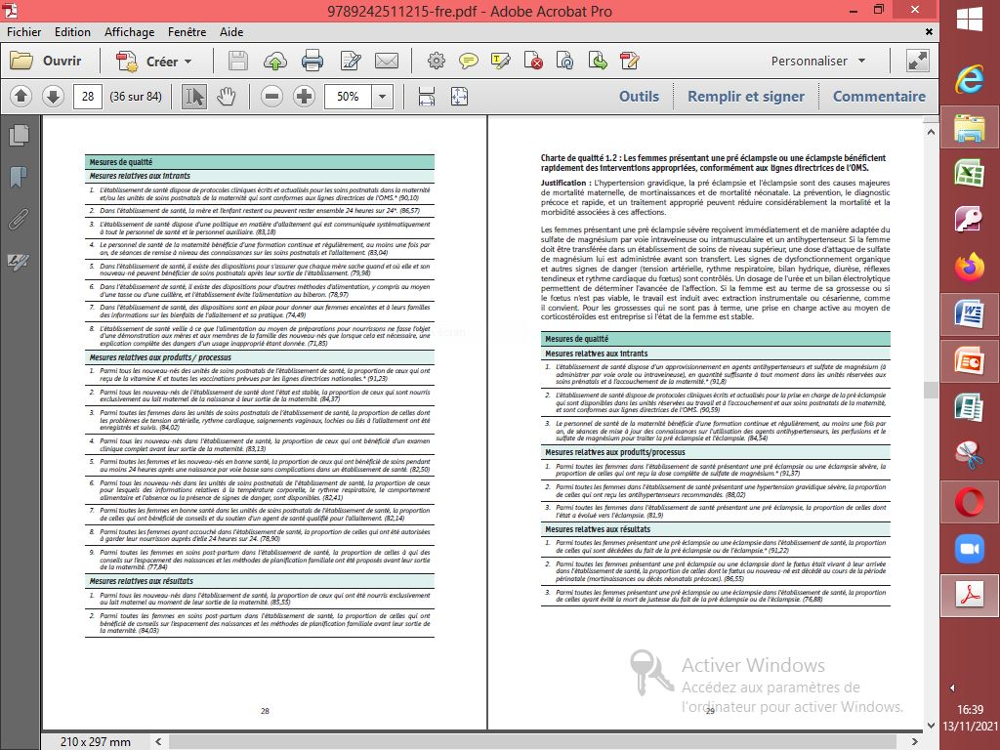 9789242511215-fre.pdf - Adobe Acrobat Pro
Fichier Edition Affichage Fenêtre Aide
Ouvrir Créer Personnaliser
28 (36 sur 84) 50% Outils Remplir et signer Commentaire
Mesures de qualité
Mesures relatives aux intrants
1. L'établissement de santé dispose de protocoles cliniques écrits et actualisés pour les soins postnatals dans la maternité
et/ou les unités de soins postnatals de la maternité qui sont conformes aux lignes directrices de l'OMS.* (90,10)
2. Dans l'établissement de santé, la mère et l'enfant restent ou peuvent rester ensemble 24 heures sur 24*. (86,57)
3. L'établissement de santé dispose d'une politique en matière d'allaitement qui est communiquée systématiquement
à tout le personnel de santé et le personnel auxiliaire. (83,18)
4. Le personnel de santé de la maternité bénéficie d'une formation continue et régulièrement, au moins une fois par
an, de séances de remise à niveau des connaissances sur les soins postnatals et l'allaitement. (83,04)
5. Dans l'établissement de santé, il existe des dispositions pour s'assurer que chaque mère sache quand et où elle et son
nouveau-né peuvent bénéficier de soins postnatals après leur sortie de l'établissement. (79,98)
6. Dans l'établissement de santé, il existe des dispositions pour d'autres méthodes d'alimentation, y compris au moyen
d'une tasse ou d'une cuillère, et l'établissement évite l'alimentation au biberon. (78,97)
7. Dans l'établissement de santé, des dispositions sont en place pour donner aux femmes enceintes et à leurs familles
des informations sur les bienfaits de l'allaitement et sa pratique. (74,49)
8. L'établissement de santé veille à ce que l'alimentation au moyen de préparations pour nourrissons ne fasse l'objet
d'une démonstration aux mères et aux membres de la famille des nouveau-nés que lorsque cela est nécessaire, une
explication complète des dangers d'un usage inapproprié étant donnée. (71,85)
Mesures relatives aux produits / processus
1. Parmi tous les nouveau-nés des unités de soins postnatals de l'établissement de santé, la proportion de ceux qui ont
reçu de la vitamine K et toutes les vaccinations prévues par les lignes directrices nationales.* (91,23)
2. Parmi tous les nouveau-nés de l'établissement de santé dont l'état est stable, la proportion de ceux qui sont nourris
exclusivement au lait maternel de la naissance à leur sortie de la maternité. (84,37)
3. Parmi toutes les femmes dans les unités de soins postnatals de l'établissement de santé, la proportion de celles dont
les problèmes de tension artérielle, rythme cardiaque, saignements vaginaux, lochies ou liés à l'allaitement ont été
enregistrés et suivis. (84,02)
4. Parmi tous les nouveau-nés dans l'établissement de santé, la proportion de ceux qui ont bénéficié d'un examen
clinique complet avant leur sortie de la maternité. (83,13)
5. Parmi toutes les femmes et les nouveau-nés en bonne santé, la proportion de ceux qui ont bénéficié de soins pendant
au moins 24 heures après une naissance par voie basse sans complications dans un établissement de santé. (82,50)
6. Parmi tous les nouveau-nés dans les unités de soins postnatals de l'établissement de santé, la proportion de ceux
pour lesquels des informations relatives à la température corporelle, le rythme respiratoire, le comportement
alimentaire et l'absence ou la présence de signes de danger, sont disponibles. (82,41)
7. Parmi toutes les femmes en bonne santé dans les unités de soins postnatals de l'établissement de santé, la proportion
de celles qui ont bénéficié de conseils et du soutien d'un agent de santé qualifié pour l'allaitement. (82,14)
8. Parmi toutes les femmes ayant accouché dans l'établissement de santé, la proportion de celles qui ont été autorisées
à garder leur nourrisson auprès d'elle 24 heures sur 24. (78,90)
9. Parmi toutes les femmes en soins post-partum dans l'établissement de santé, la proportion de celles à qui des
conseils sur l'espacement des naissances et les méthodes de planification familiale ont été proposés avant leur sortie
de la maternité. (77,84)
Mesures relatives aux résultats
1. Parmi tous les nouveau-nés dans l'établissement de santé, la proportion de ceux qui ont été nourris exclusivement
au lait maternel au moment de leur sortie de la maternité. (85,55)
2. Parmi toutes les femmes en soins post-partum dans l'établissement de santé, la proportion de celles qui ont
bénéficié de conseils sur l'espacement des naissances et les méthodes de planification familiale avant leur sortie de
la maternité. (84,03)
28
Charte de qualité 1.2 : Les femmes présentant une pré éclampsie ou une éclampsie bénéficient
rapidement des interventions appropriées, conformément aux lignes directrices de l'OMS.
Justification : L'hypertension gravidique, la pré éclampsie et l'éclampsie sont des causes majeures
de mortalité maternelle, de mortinaissances et de mortalité néonatale. La prévention, le diagnostic
précoce et rapide, et un traitement approprié peuvent réduire considérablement la mortalité et la
morbidité associées à ces affections.
Les femmes présentant une pré éclampsie sévère reçoivent immédiatement et de manière adaptée du
sulfate de magnésium par voie intraveineuse ou intramusculaire et un antihypertenseur. Si la femme
doit être transférée dans un établissement de soins de niveau supérieur, une dose d'attaque de sulfate
de magnésium lui est administrée avant son transfert. Les signes de dysfonctionnement organique
et autres signes de danger (tension artérielle, rythme respiratoire, bilan hydrique, diurèse, réflexes
tendineux et rythme cardiaque du fœtus) sont contrôlés. Un dosage de l'urée et un bilan électrolytique
permettent de déterminer l'avancée de l'affection. Si la femme est au terme de sa grossesse ou si
le fœtus n'est pas viable, le travail est induit avec extraction instrumentale ou césarienne, comme
il convient. Pour les grossesses qui ne sont pas à terme, une prise en charge active au moyen de
corticostéroïdes est entreprise si l'état de la femme est stable.
Mesures de qualité
Mesures relatives aux intrants
1. L'établissement de santé dispose d'un approvisionnement en agents antihypertenseurs et sulfate de magnésium (à
administrer par voie orale ou intraveineuse), en quantité suffisante à tout moment dans les unités réservées aux
soins prénatals et à l'accouchement de la maternité.* (91,8)
2. L'établissement de santé dispose de protocoles cliniques écrits et actualisés pour la prise en charge de la pré éclampsie
qui sont disponibles dans les unités réservées au travail et à l'accouchement et aux soins postnatals de la maternité,
et sont conformes aux lignes directrices de l'OMS. (90,59)
3. Le personnel de santé de la maternité bénéficie d'une formation continue et régulièrement, au moins une fois par
an, de séances de mise à jour des connaissances sur l'utilisation des agents antihypertenseurs, les perfusions et le
sulfate de magnésium pour traiter la pré éclampsie et l'éclampsie. (84,54)
Mesures relatives aux produits/processus
1. Parmi toutes les femmes dans l'établissement de santé présentant une pré éclampsie ou une éclampsie sévère, la
proportion de celles qui ont reçu la dose complète de sulfate de magnésium.* (91,37)
2. Parmi toutes les femmes dans l'établissement de santé présentant une hypertension gravidique sévère, la proportion
de celles qui ont reçu les antihypertenseurs recommandés. (88,02)
3. Parmi toutes les femmes dans l'établissement de santé présentant une pré éclampsie, la proportion de celles dont
l'état a évolué vers l'éclampsie. (81,9)
Mesures relatives aux résultats
1. Parmi toutes les femmes présentant une pré éclampsie ou une éclampsie dans l'établissement de santé, la proportion
de celles qui sont décédées du fait de la pré éclampsie ou de l'éclampsie.* (91,22)
2. Parmi toutes les femmes présentant une pré éclampsie ou une éclampsie dont le fœtus était vivant à leur arrivée
dans l'établissement de santé, la proportion de celles dont le fœtus ou le nouveau-né est décédé au cours de la période
périnatale (mortinaissances ou décès néonatals précoces). (86,55)
3. Parmi toutes les femmes présentant une pré éclampsie ou une éclampsie dans l'établissement de santé, la proportion
de celles ayant évité la mort de justesse du fait de la pré éclampsie ou de l'éclampsie. (76,88)
29
Activer Windows
Accédez aux paramètres de
l'ordinateur pour activer Windows.
210 x 297 mm
16:39
13/11/2021